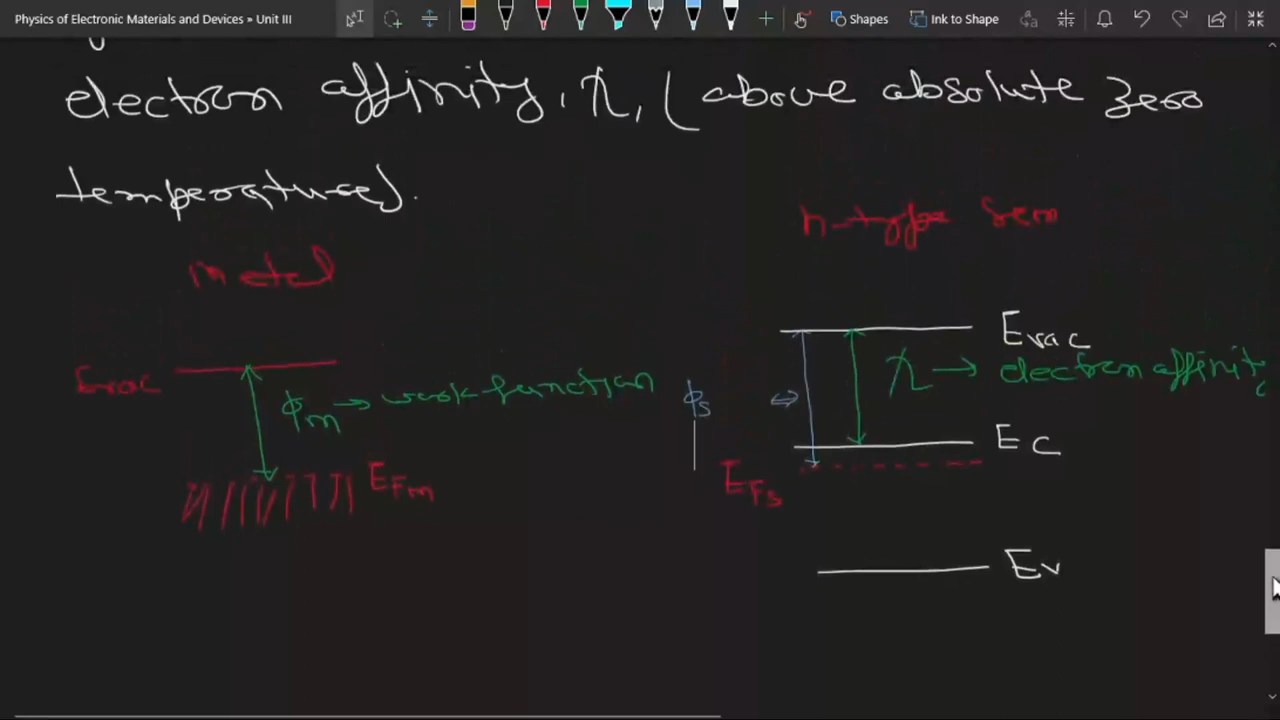 Physics of Electronic Materials and Devices » Unit III
Shapes
Ink to Shape
electron affinity, χ, (above absolute zero
temperature).
n-type Sem
metal
Evac
Evac
χ → electron affinity
ϕm → work function
ϕs
EC
EFm
EFs
Ev